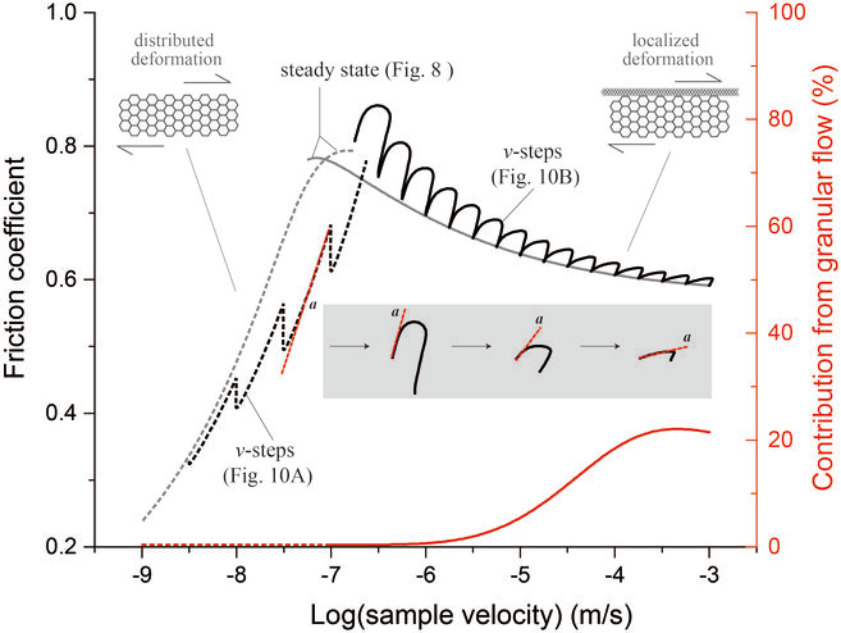 distributed
deformation
steady state (Fig. 8 )
localized
deformation
v-steps
(Fig. 10B)
a
a
a
a
v-steps
(Fig. 10A)
Friction coefficient
1.0
0.8
0.6
0.4
0.2
Contribution from granular flow (%)
100
80
60
40
20
0
-9 -8 -7 -6 -5 -4 -3
Log(sample velocity) (m/s)